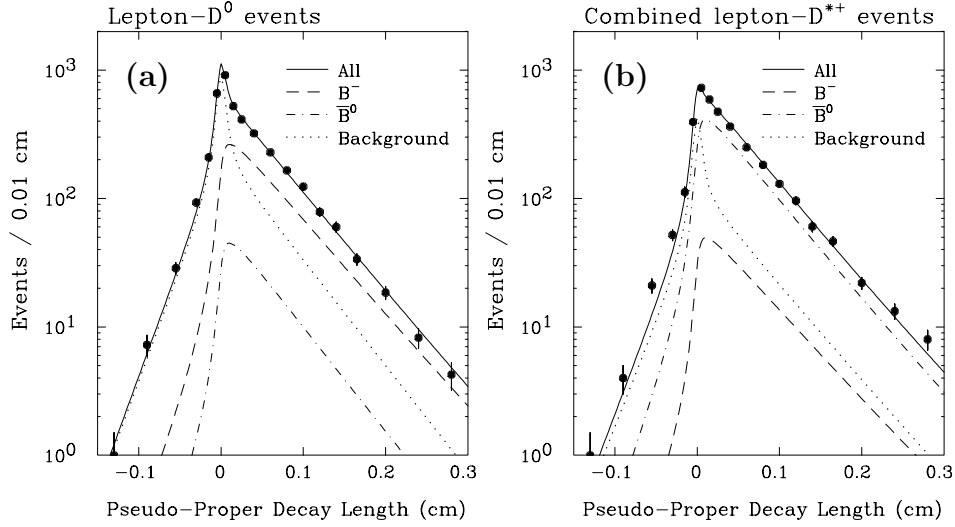 Lepton-D⁰ events
(a)
All
B⁻
B̅⁰
Background
10³
10²
10¹
10⁰
Events / 0.01 cm
−0.1 0 0.1 0.2 0.3
Pseudo-Proper Decay Length (cm)
Combined lepton-D*⁺ events
(b)
All
B⁻
B̅⁰
Background
10³
10²
10¹
10⁰
Events / 0.01 cm
−0.1 0 0.1 0.2 0.3
Pseudo-Proper Decay Length (cm)